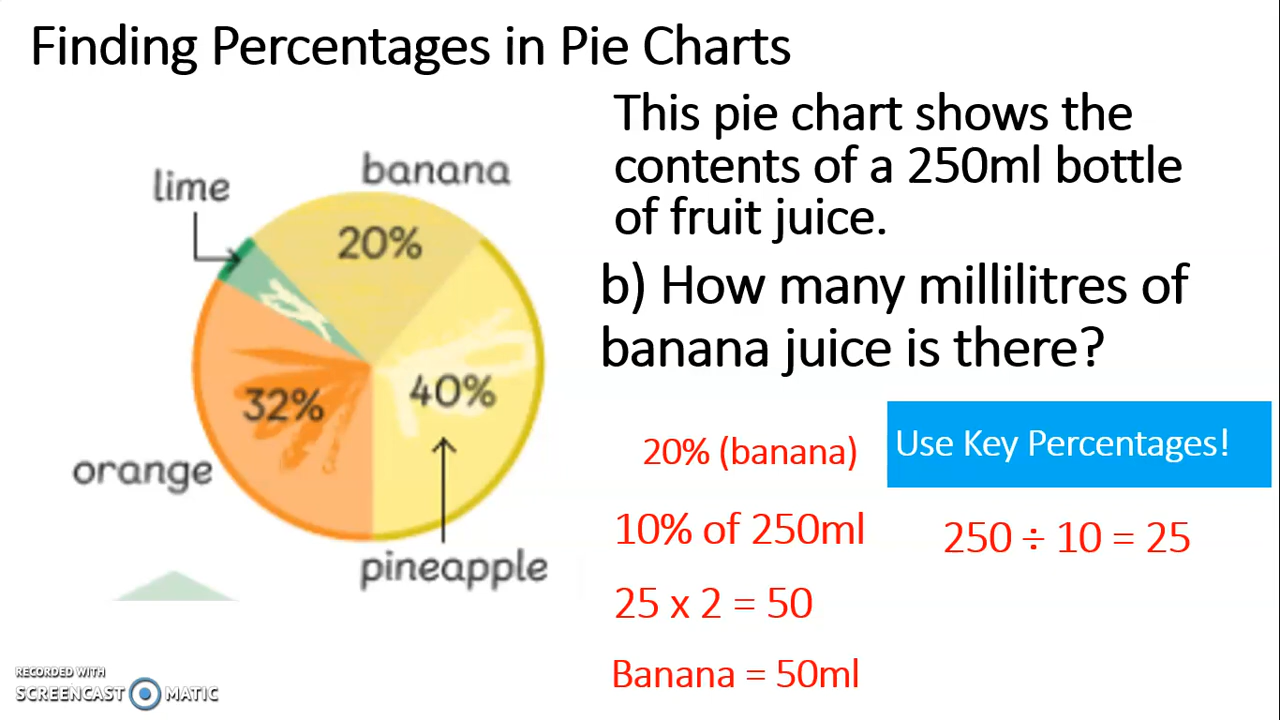 Finding Percentages in Pie Charts
This pie chart shows the
contents of a 250ml bottle
of fruit juice.
b) How many millilitres of
banana juice is there?
lime
banana
20%
32%
40%
orange
pineapple
20% (banana)
Use Key Percentages!
10% of 250ml
250 ÷ 10 = 25
25 x 2 = 50
Banana = 50ml
RECORDED WITH
SCREENCAST MATIC